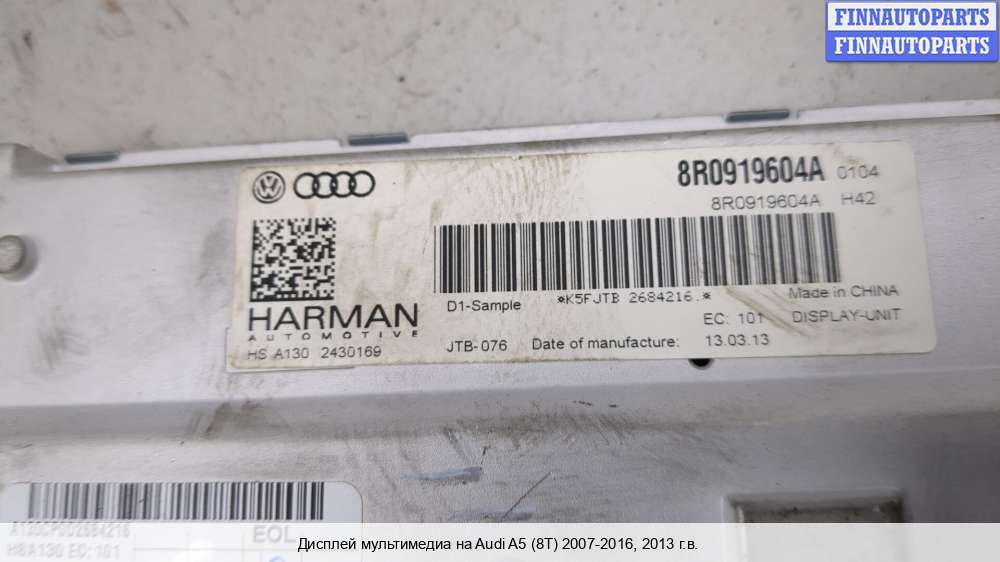 FINNAUTOPARTS
FINNAUTOPARTS
8R0919604A 0104
8R0919604A H42
D1-Sample *K5FJTB 2684216.* Made in CHINA
HARMAN
AUTOMOTIVE
EC: 101 DISPLAY-UNIT
HS A130 2430169 JTB-076 Date of manufacture: 13.03.13
EOL
HSA130 EC: 101
Дисплей мультимедиа на Audi A5 (8T) 2007-2016, 2013 г.в.